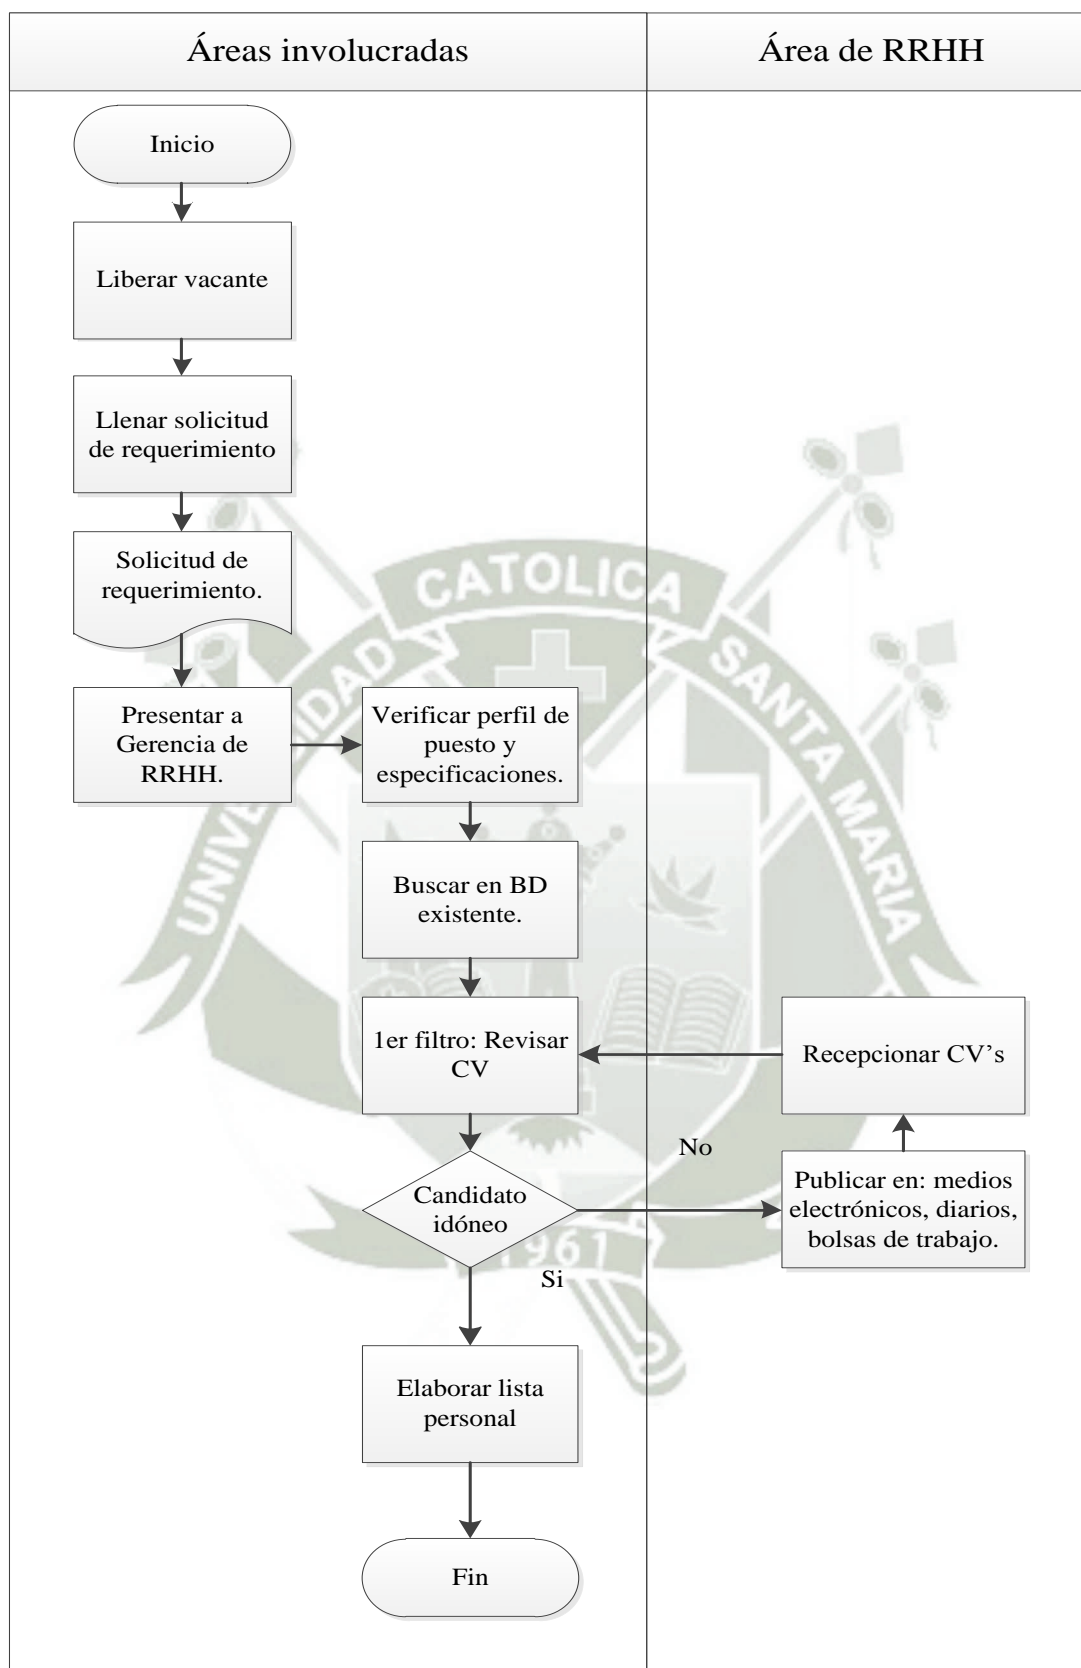 Áreas involucradas
Área de RRHH
Inicio
Liberar vacante
Llenar solicitud
de requerimiento
Solicitud de
requerimiento.
Presentar a
Gerencia de
RRHH.
Verificar perfil de
puesto y
especificaciones.
Buscar en BD
existente.
1er filtro: Revisar
CV
Recepcionar CV’s
No
Candidato
idóneo
Publicar en: medios
electrónicos, diarios,
bolsas de trabajo.
Si
Elaborar lista
personal
Fin
UNIVERSIDAD
CATOLICA
SANTA MARIA
1961